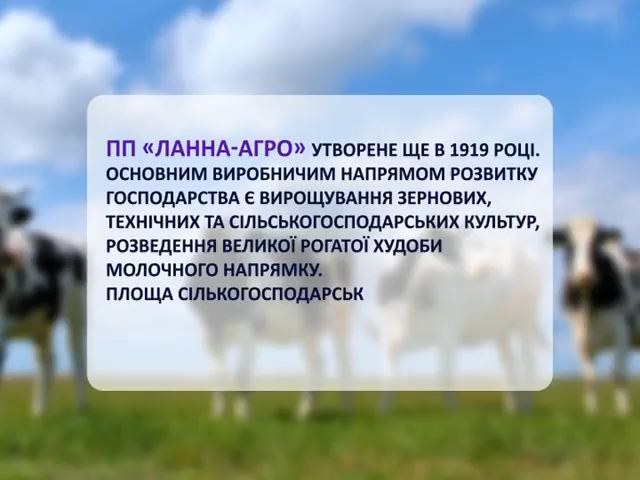 ПП «ЛАННА-АГРО» УТВОРЕНЕ ЩЕ В 1919 РОЦІ.
ОСНОВНИМ ВИРОБНИЧИМ НАПРЯМОМ РОЗВИТКУ
ГОСПОДАРСТВА Є ВИРОЩУВАННЯ ЗЕРНОВИХ,
ТЕХНІЧНИХ ТА СІЛЬСЬКОГОСПОДАРСЬКИХ КУЛЬТУР,
РОЗВЕДЕННЯ ВЕЛИКОЇ РОГАТОЇ ХУДОБИ
МОЛОЧНОГО НАПРЯМКУ.
ПЛОЩА СІЛЬКОГОСПОДАРСЬК